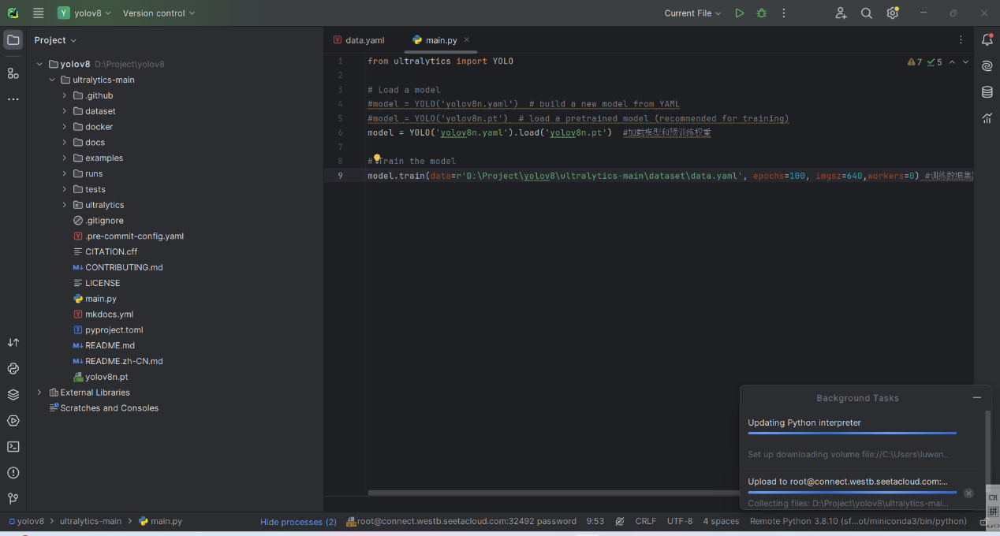 Y yolov8 Version control Current File
Project
data.yaml main.py
yolov8 D:\Project\yolov8
ultralytics-main
.github
dataset
docker
docs
examples
runs
tests
ultralytics
.gitignore
.pre-commit-config.yaml
CITATION.cff
CONTRIBUTING.md
LICENSE
main.py
mkdocs.yml
pyproject.toml
README.md
README.zh-CN.md
yolov8n.pt
External Libraries
Scratches and Consoles
7 5
1 from ultralytics import YOLO
2
3 # Load a model
4 #model = YOLO('yolov8n.yaml')  # build a new model from YAML
5 #model = YOLO('yolov8n.pt')  # load a pretrained model (recommended for training)
6 model = YOLO('yolov8n.yaml').load('yolov8n.pt')  #加载模型和预训练权重
7
8 # Train the model
9 model.train(data=r'D:\Project\yolov8\ultralytics-main\dataset\data.yaml', epochs=100, imgsz=640,workers=0) #训练数据集
Background Tasks
Updating Python interpreter
Set up downloading volume file://C:\Users\luwen..
Upload to root@connect.westb.seetacloud.com:...
Collecting files: D:\Project\yolov8\ultralytics-mai...
CH
拼
yolov8 ultralytics-main main.py Hide processes (2) root@connect.westb.seetacloud.com:32492 password 9:53 CRLF UTF-8 4 spaces Remote Python 3.8.10 (sf...ot/miniconda3/bin/python)